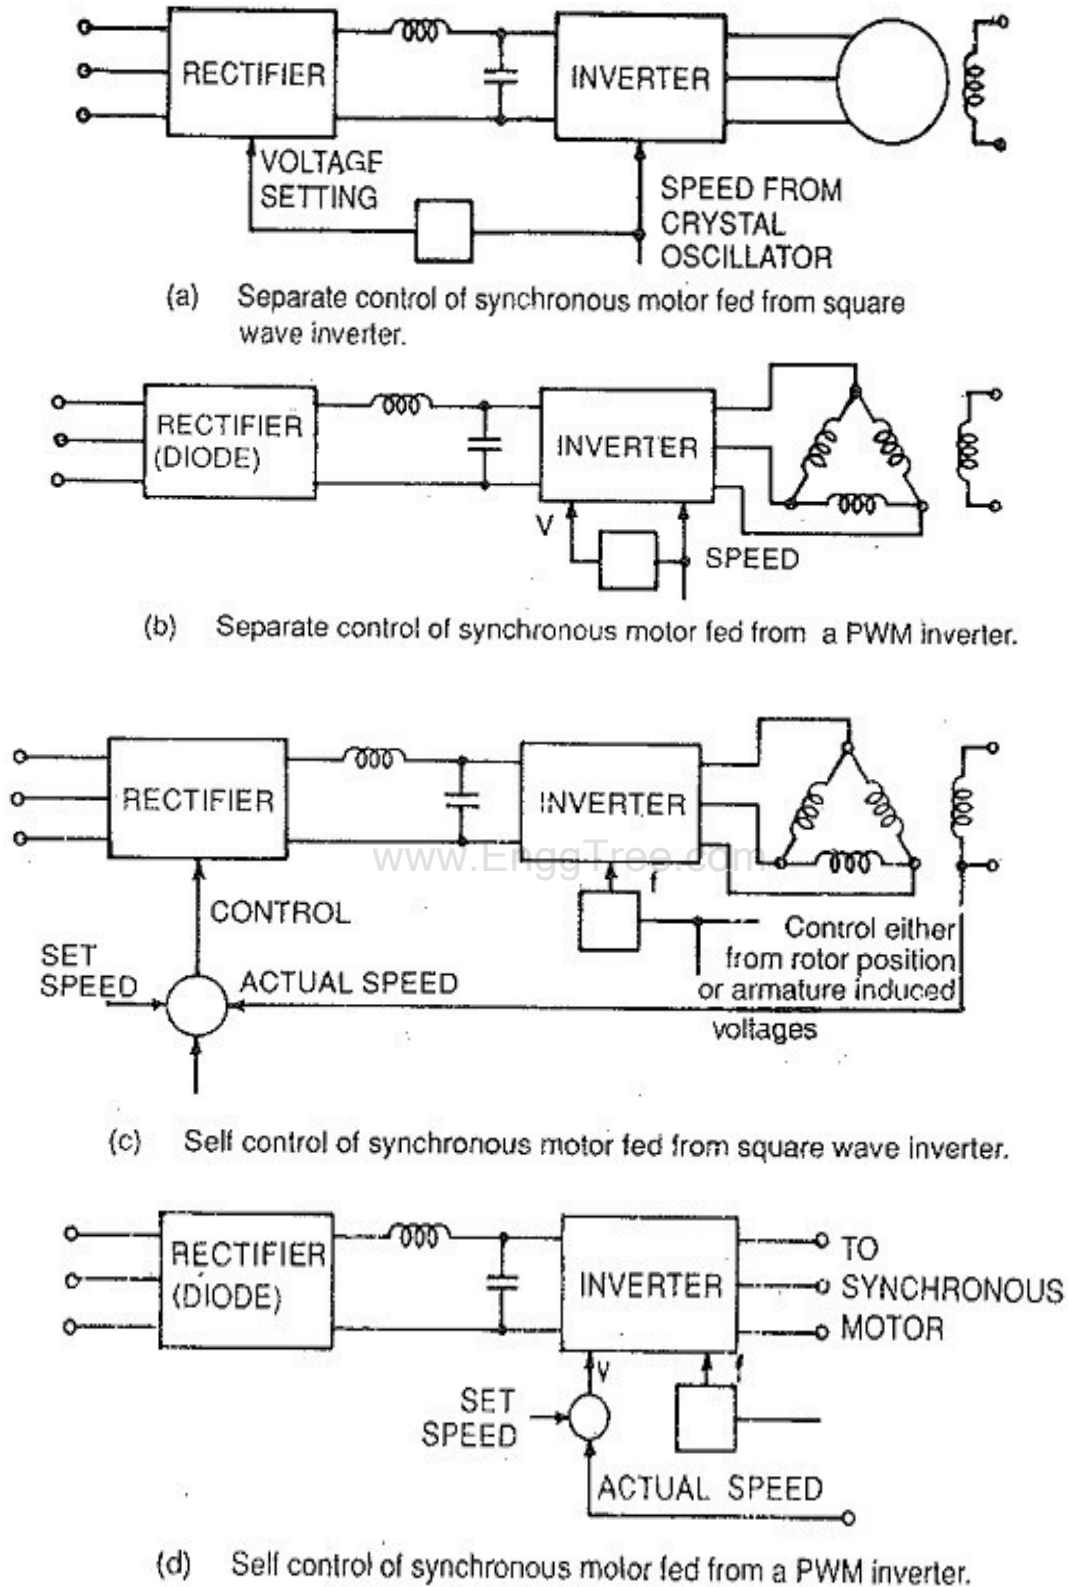 RECTIFIER
INVERTER
VOLTAGE
SETTING
SPEED FROM
CRYSTAL
OSCILLATOR
(a) Separate control of synchronous motor fed from square
wave inverter.
RECTIFIER
(DIODE)
INVERTER
V
SPEED
(b) Separate control of synchronous motor fed from a PWM inverter.
RECTIFIER
INVERTER
www.EnggTree.com
f
CONTROL
SET
SPEED
ACTUAL SPEED
Control either
from rotor position
or armature induced
voltages
(c) Self control of synchronous motor fed from square wave inverter.
RECTIFIER
(DIODE)
INVERTER
TO
SYNCHRONOUS
MOTOR
V
f
SET
SPEED
ACTUAL SPEED
(d) Self control of synchronous motor fed from a PWM inverter.